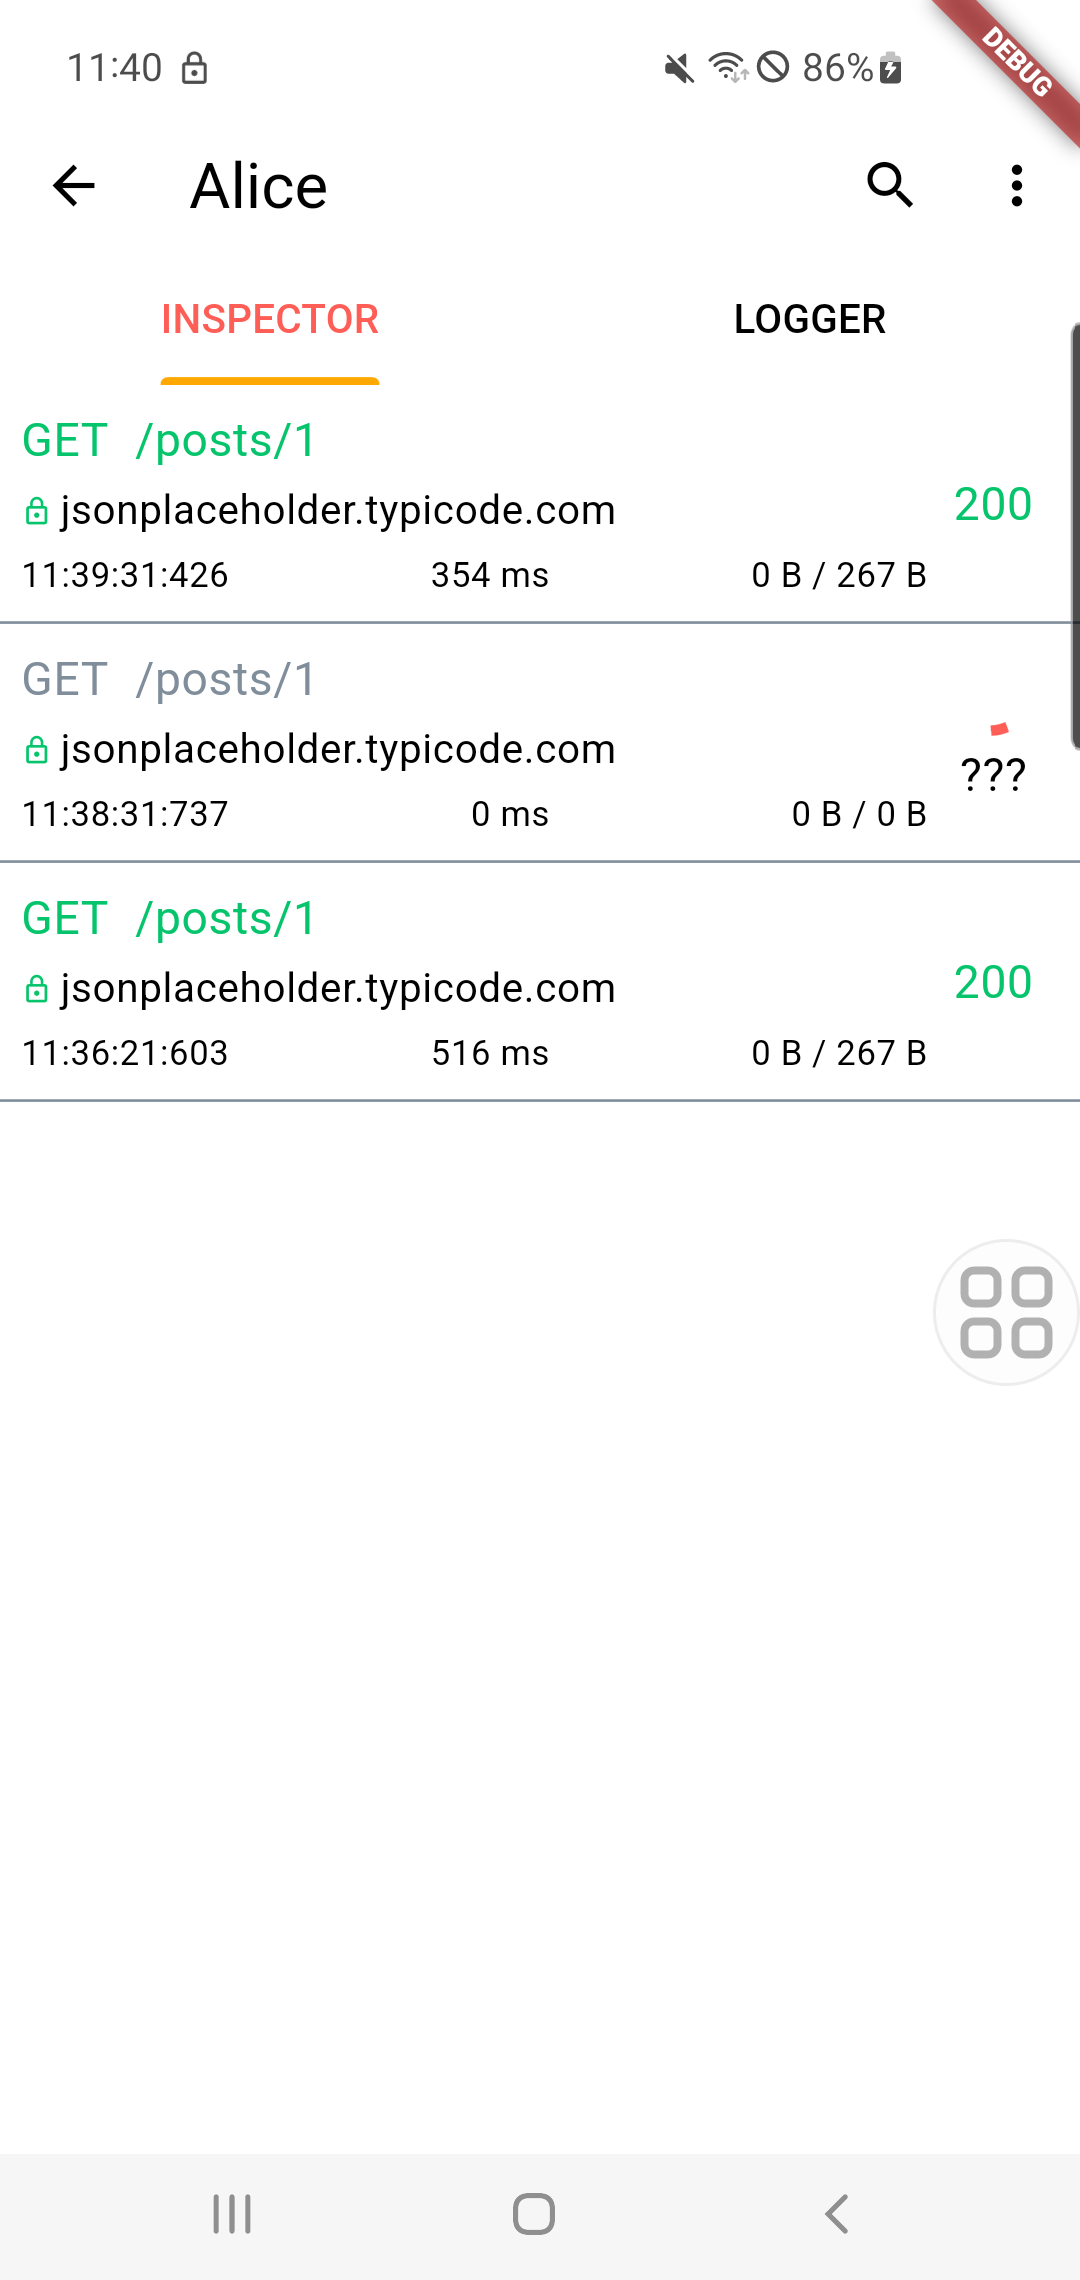 11:40
86%
DEBUG
Alice
INSPECTOR
LOGGER
GET /posts/1
jsonplaceholder.typicode.com
200
11:39:31:426 354 ms 0 B / 267 B
GET /posts/1
jsonplaceholder.typicode.com
???
11:38:31:737 0 ms 0 B / 0 B
GET /posts/1
jsonplaceholder.typicode.com
200
11:36:21:603 516 ms 0 B / 267 B